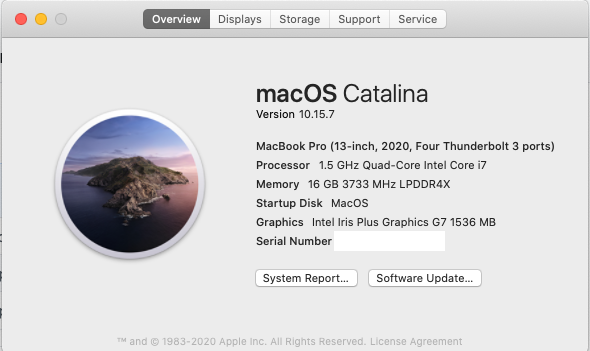 Overview Displays Storage Support Service
macOS Catalina
Version 10.15.7
MacBook Pro (13-inch, 2020, Four Thunderbolt 3 ports)
Processor 1.5 GHz Quad-Core Intel Core i7
Memory 16 GB 3733 MHz LPDDR4X
Startup Disk MacOS
Graphics Intel Iris Plus Graphics G7 1536 MB
Serial Number
System Report... Software Update...
™ and © 1983-2020 Apple Inc. All Rights Reserved. License Agreement